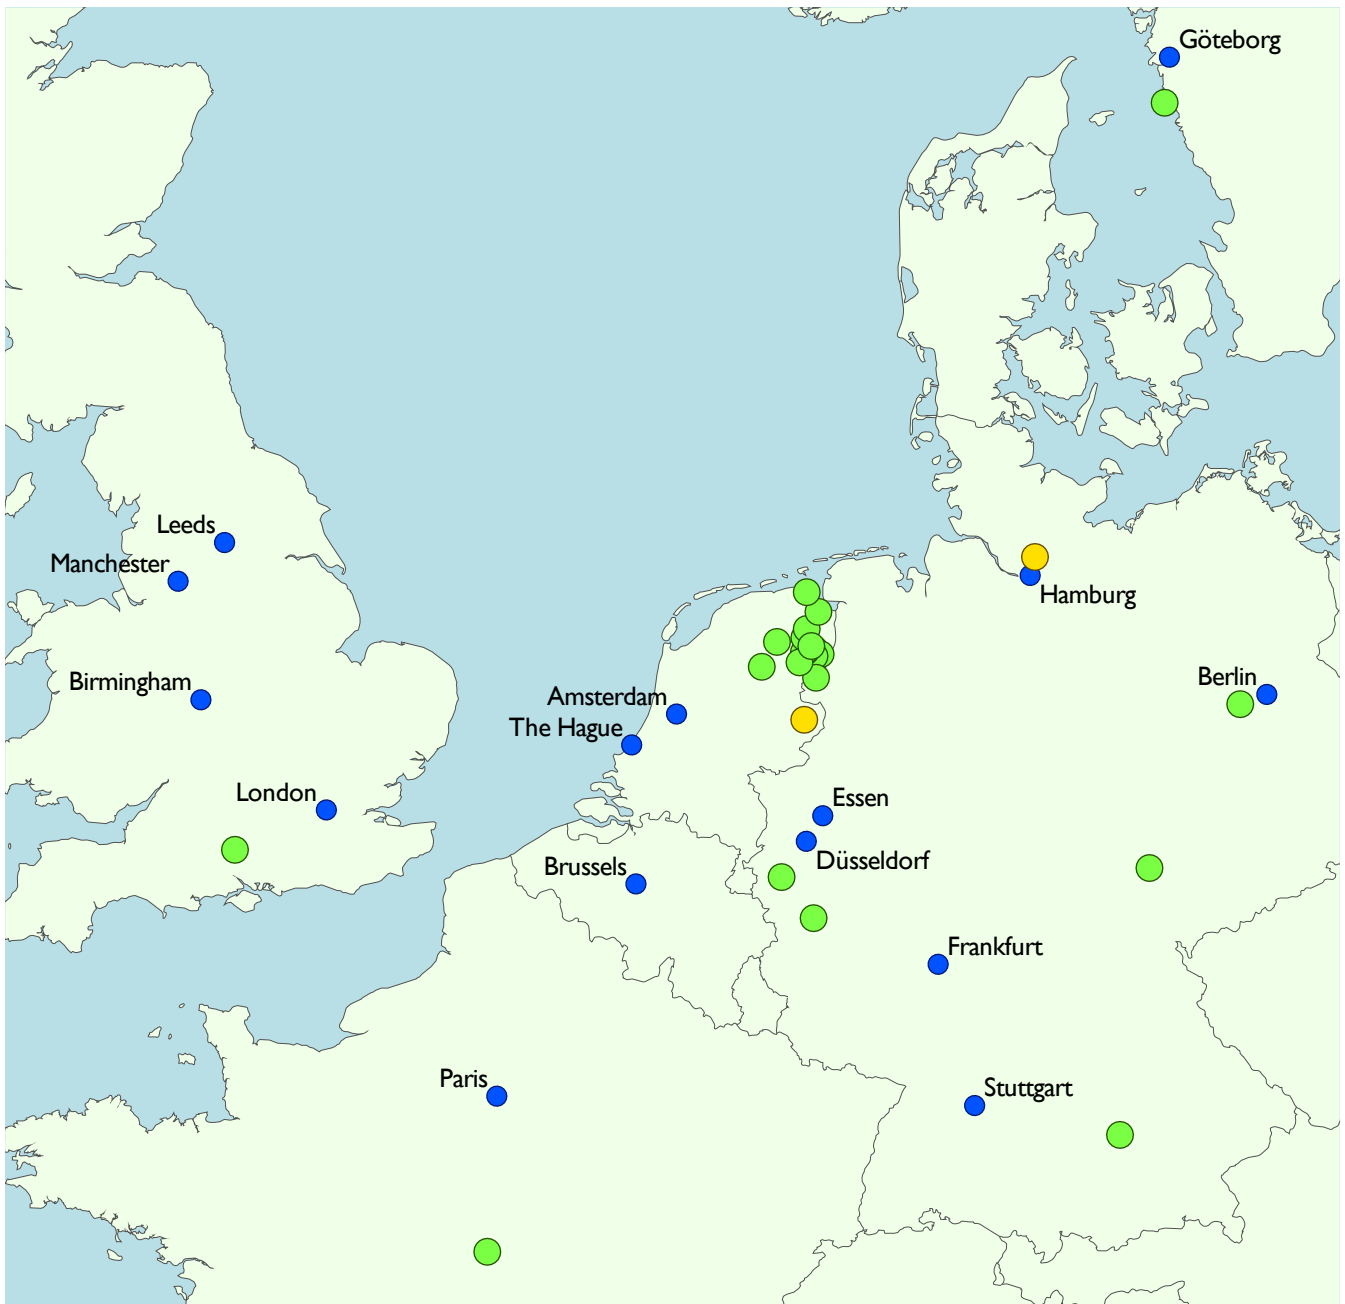 Göteborg
Leeds
Manchester
Hamburg
Birmingham
Berlin
Amsterdam
The Hague
London
Essen
Düsseldorf
Brussels
Frankfurt
Paris
Stuttgart